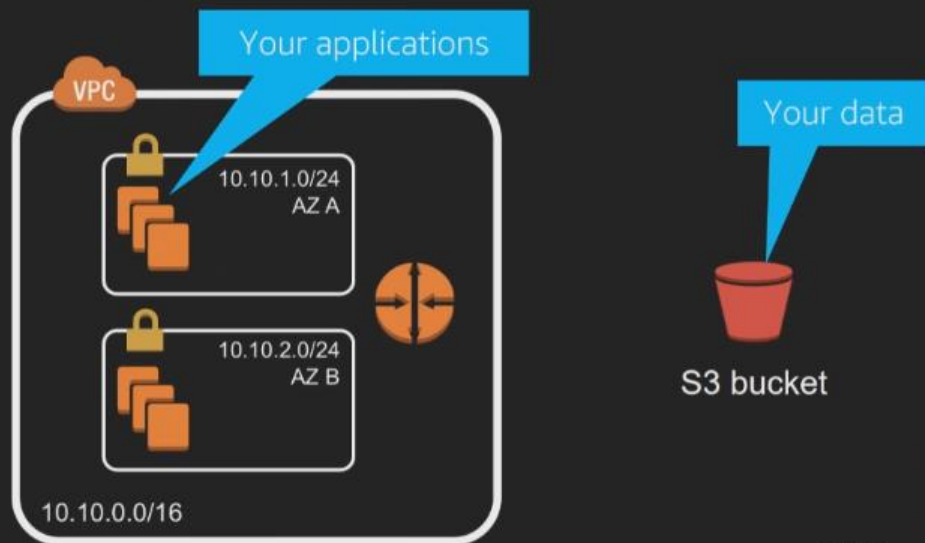 Your applications
VPC
Your data
10.10.1.0/24
AZ A
10.10.2.0/24
AZ B
S3 bucket
10.10.0.0/16